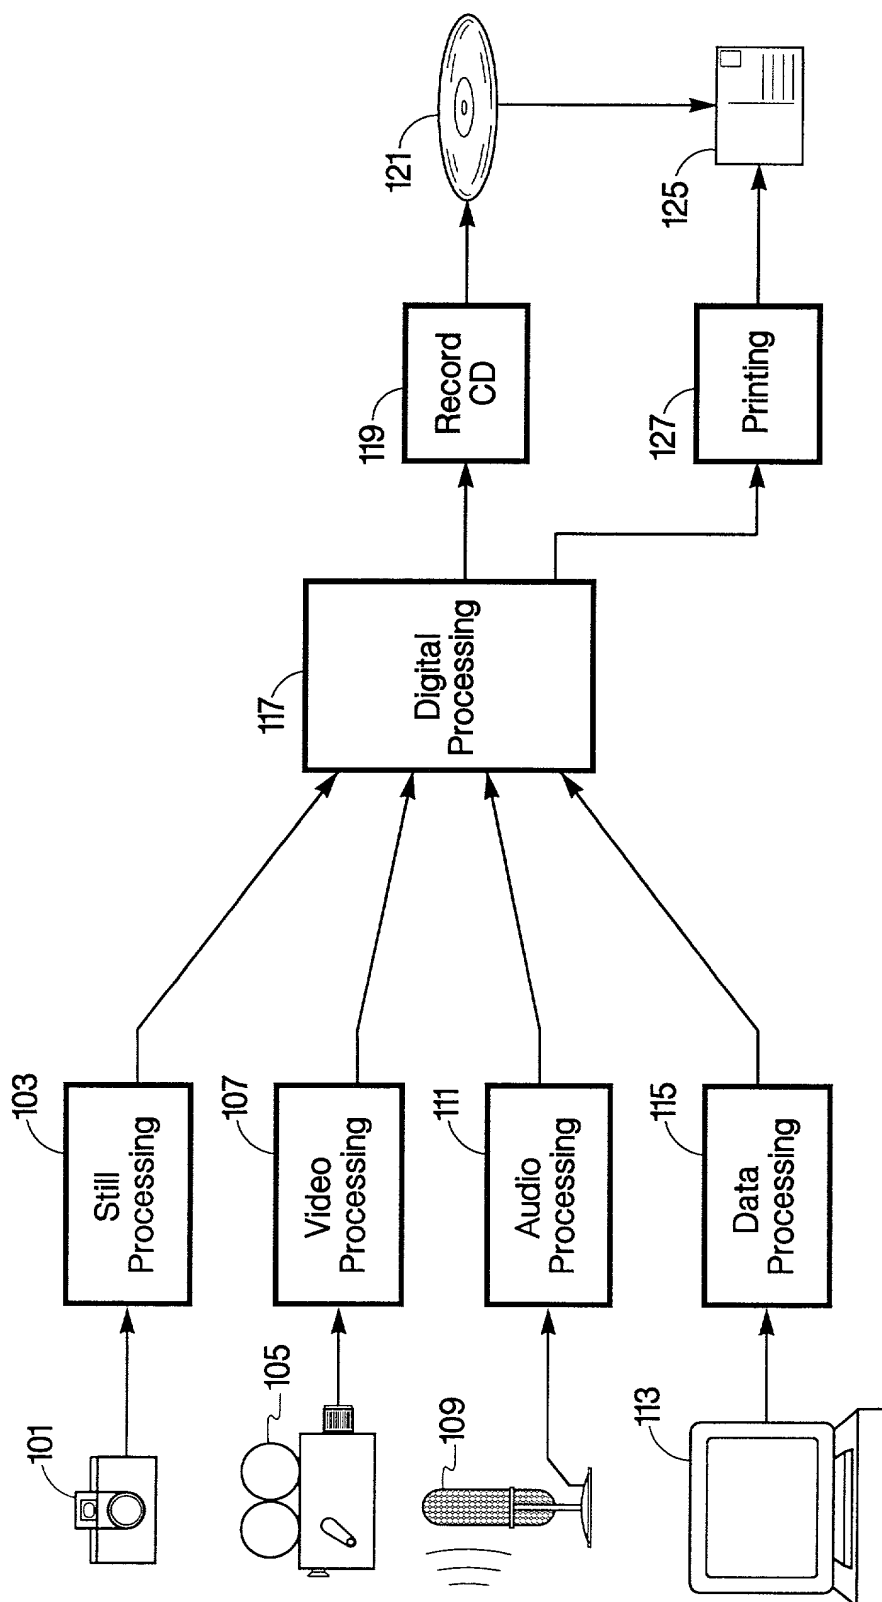 101
103
Still
Processing
105
107
Video
Processing
109
111
Audio
Processing
113
115
Data
Processing
117
Digital
Processing
119
Record
CD
121
127
Printing
125